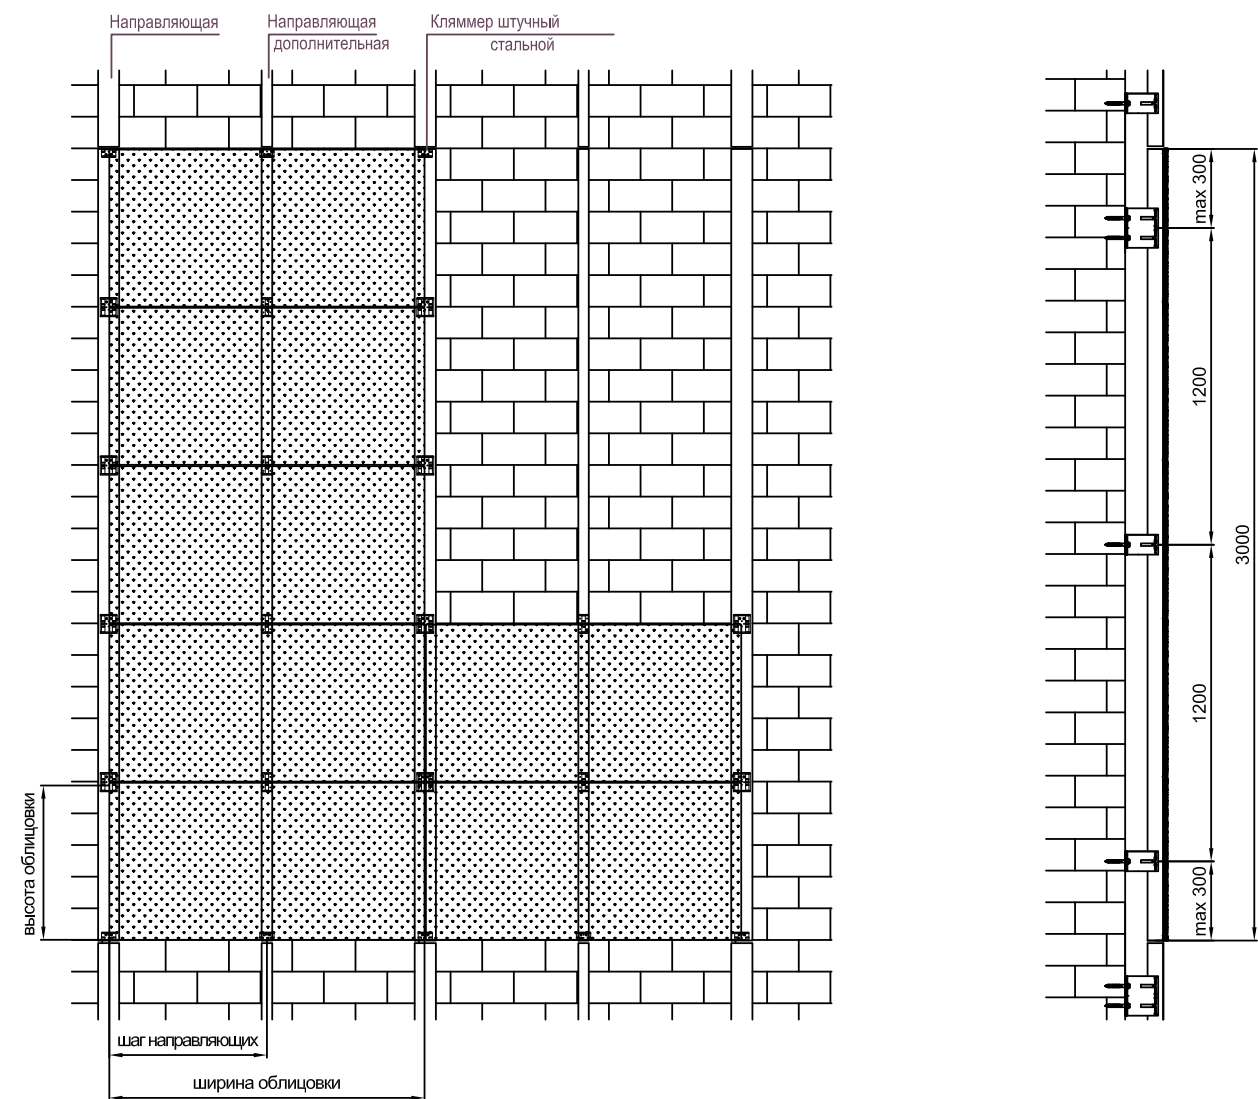 Направляющая
Направляющая
дополнительная
Кляммер штучный
стальной
max 300
1200
3000
1200
max 300
высота облицовки
шаг направляющих
ширина облицовки